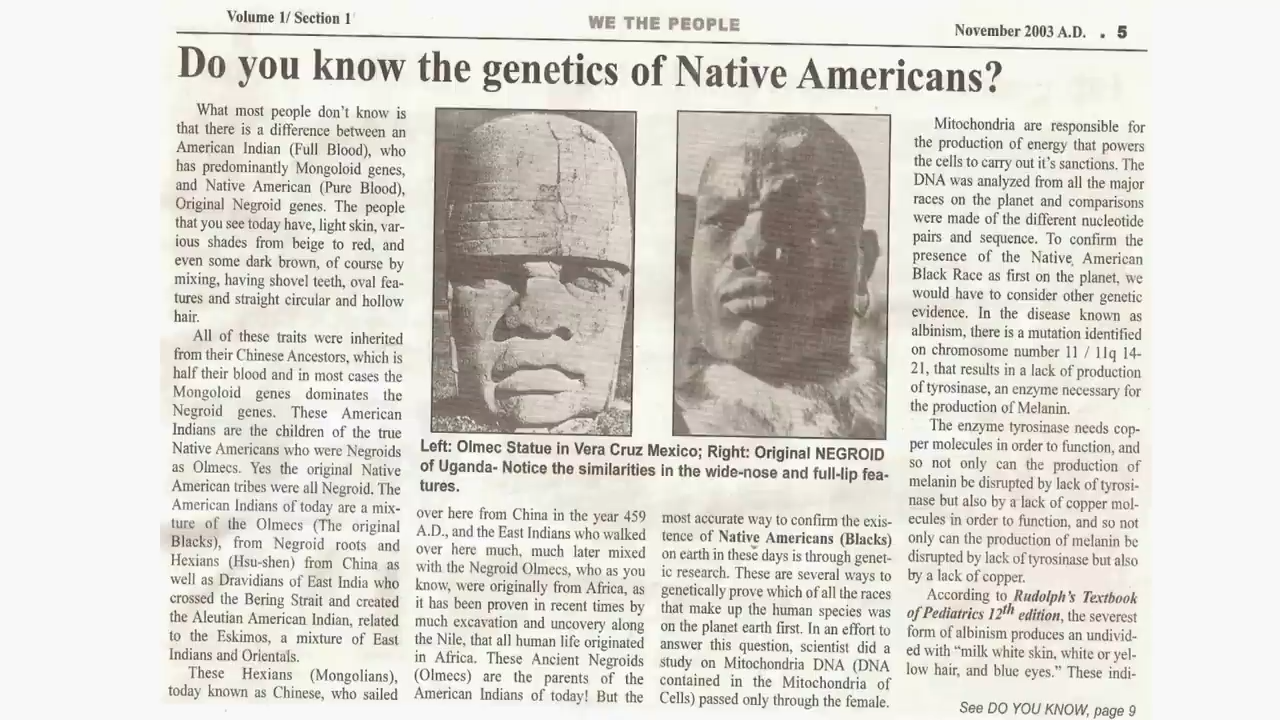 Volume 1/ Section 1
WE THE PEOPLE
November 2003 A.D. . 5
Do you know the genetics of Native Americans?
What most people don't know is
that there is a difference between an
American Indian (Full Blood), who
has predominantly Mongoloid genes,
and Native American (Pure Blood),
Original Negroid genes. The people
that you see today have, light skin, var-
ious shades from beige to red, and
even some dark brown, of course by
mixing, having shovel teeth, oval fea-
tures and straight circular and hollow
hair.
All of these traits were inherited
from their Chinese Ancestors, which is
half their blood and in most cases the
Mongoloid genes dominates the
Negroid genes. These American
Indians are the children of the true
Native Americans who were Negroids
as Olmecs. Yes the original Native
American tribes were all Negroid. The
American Indians of today are a mix-
ture of the Olmecs (The original
Blacks), from Negroid roots and
Hexians (Hsu-shen) from China as
well as Dravidians of East India who
crossed the Bering Strait and created
the Aleutian American Indian, related
to the Eskimos, a mixture of East
Indians and Orientals.
These Hexians (Mongolians),
today known as Chinese, who sailed
Left: Olmec Statue in Vera Cruz Mexico; Right: Original NEGROID
of Uganda- Notice the similarities in the wide-nose and full-lip fea-
tures.
over here from China in the year 459
A.D., and the East Indians who walked
over here much, much later mixed
with the Negroid Olmecs, who as you
know, were originally from Africa, as
it has been proven in recent times by
much excavation and uncovery along
the Nile, that all human life originated
in Africa. These Ancient Negroids
(Olmecs) are the parents of the
American Indians of today! But the
most accurate way to confirm the exis-
tence of Native Americans (Blacks)
on earth in these days is through genet-
ic research. These are several ways to
genetically prove which of all the races
that make up the human species was
on the planet earth first. In an effort to
answer this question, scientist did a
study on Mitochondria DNA (DNA
contained in the Mitochondria of
Cells) passed only through the female.
Mitochondria are responsible for
the production of energy that powers
the cells to carry out it's sanctions. The
DNA was analyzed from all the major
races on the planet and comparisons
were made of the different nucleotide
pairs and sequence. To confirm the
presence of the Native American
Black Race as first on the planet, we
would have to consider other genetic
evidence. In the disease known as
albinism, there is a mutation identified
on chromosome number 11 / 11q 14-
21, that results in a lack of production
of tyrosinase, an enzyme necessary for
the production of Melanin.
The enzyme tyrosinase needs cop-
per molecules in order to function, and
so not only can the production of
melanin be disrupted by lack of tyrosi-
nase but also by a lack of copper mol-
ecules in order to function, and so not
only can the production of melanin be
disrupted by lack of tyrosinase but also
by a lack of copper.
According to Rudolph's Textbook
of Pediatrics 12th edition, the severest
form of albinism produces an undivid-
ed with “milk white skin, white or yel-
low hair, and blue eyes.” These indi-
See DO YOU KNOW, page 9